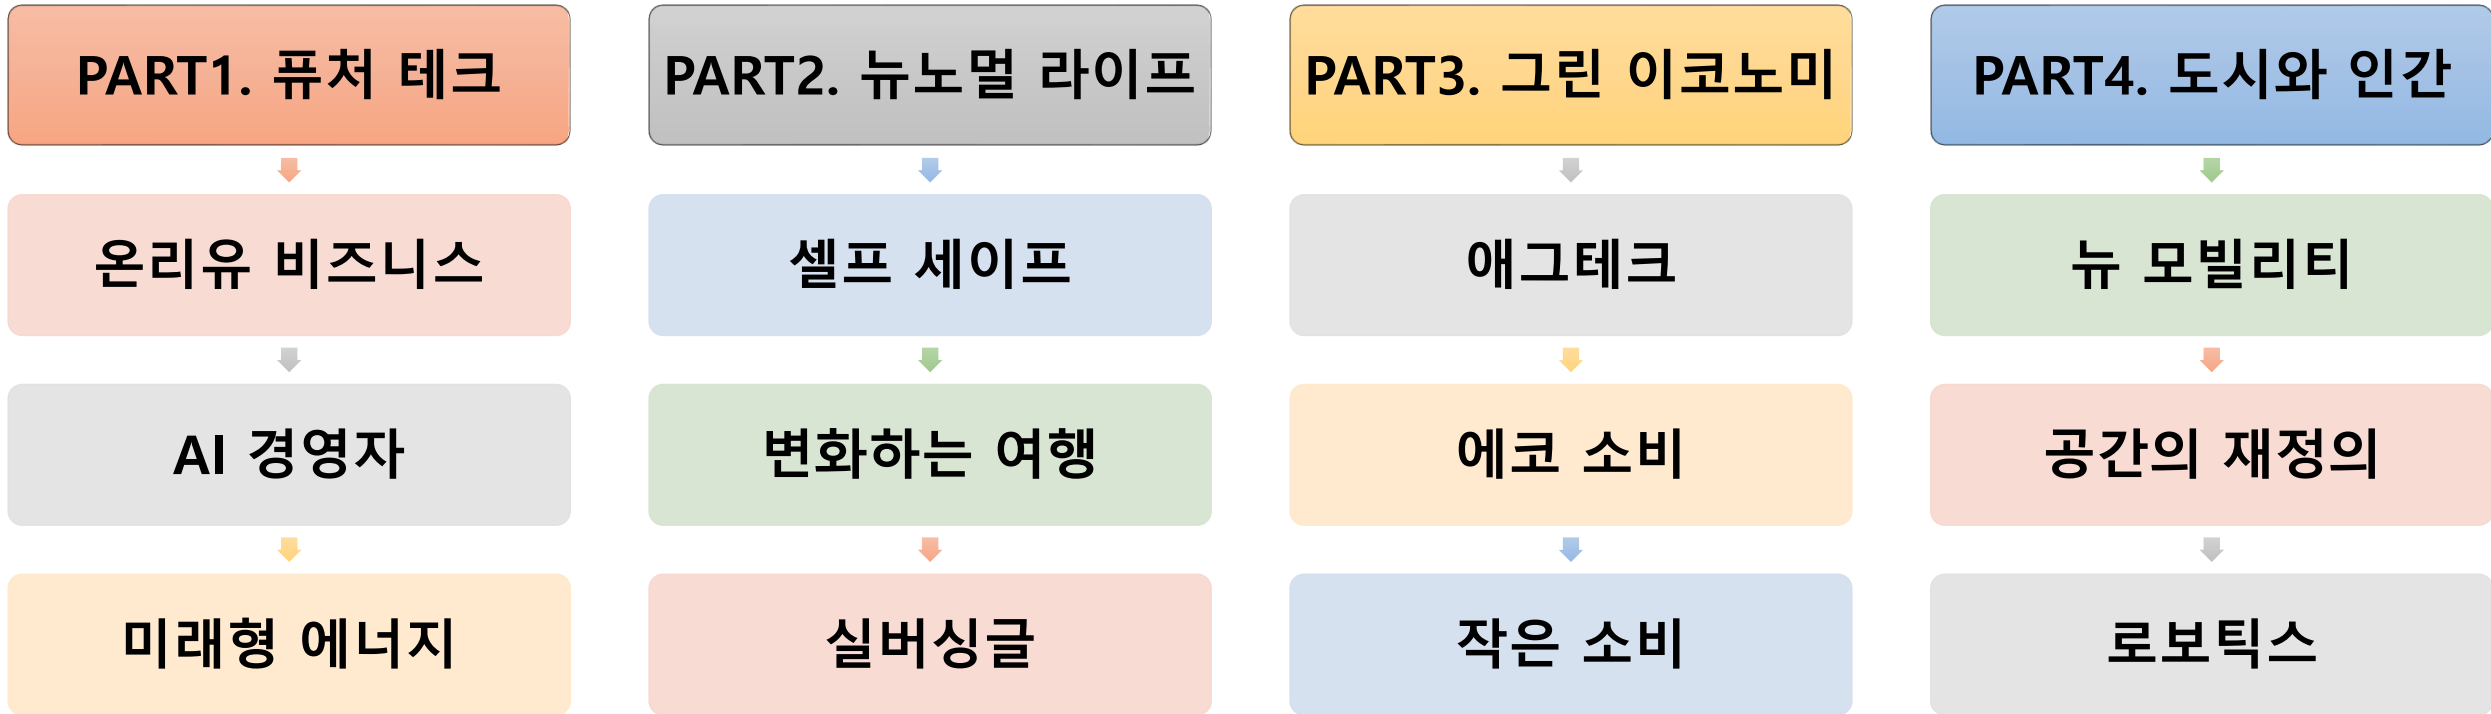 PART1. 퓨처 테크
온리유 비즈니스
AI 경영자
미래형 에너지
PART2. 뉴노멀 라이프
셀프 세이프
변화하는 여행
실버싱글
PART3. 그린 이코노미
애그테크
에코 소비
작은 소비
PART4. 도시와 인간
뉴 모빌리티
공간의 재정의
로보틱스